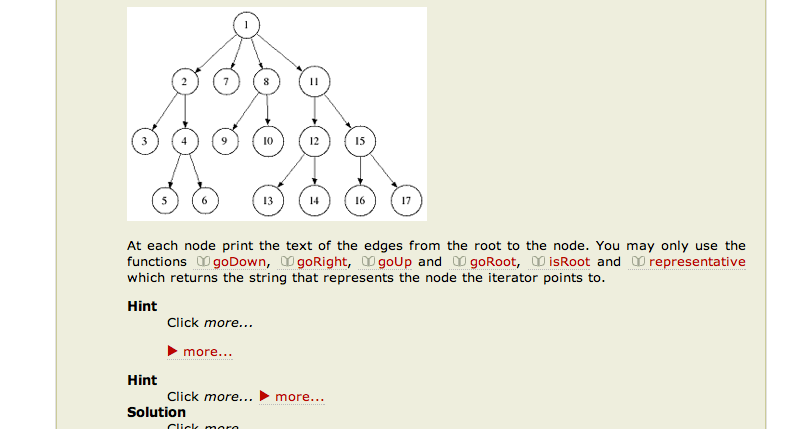 1
2 7 8 11
3 4 9 10 12 15
5 6 13 14 16 17
At each node print the text of the edges from the root to the node. You may only use the
functions goDown, goRight, goUp and goRoot, isRoot and representative
which returns the string that represents the node the iterator points to.
Hint
Click more...
more...
Hint
Click more... more...
Solution
Click more